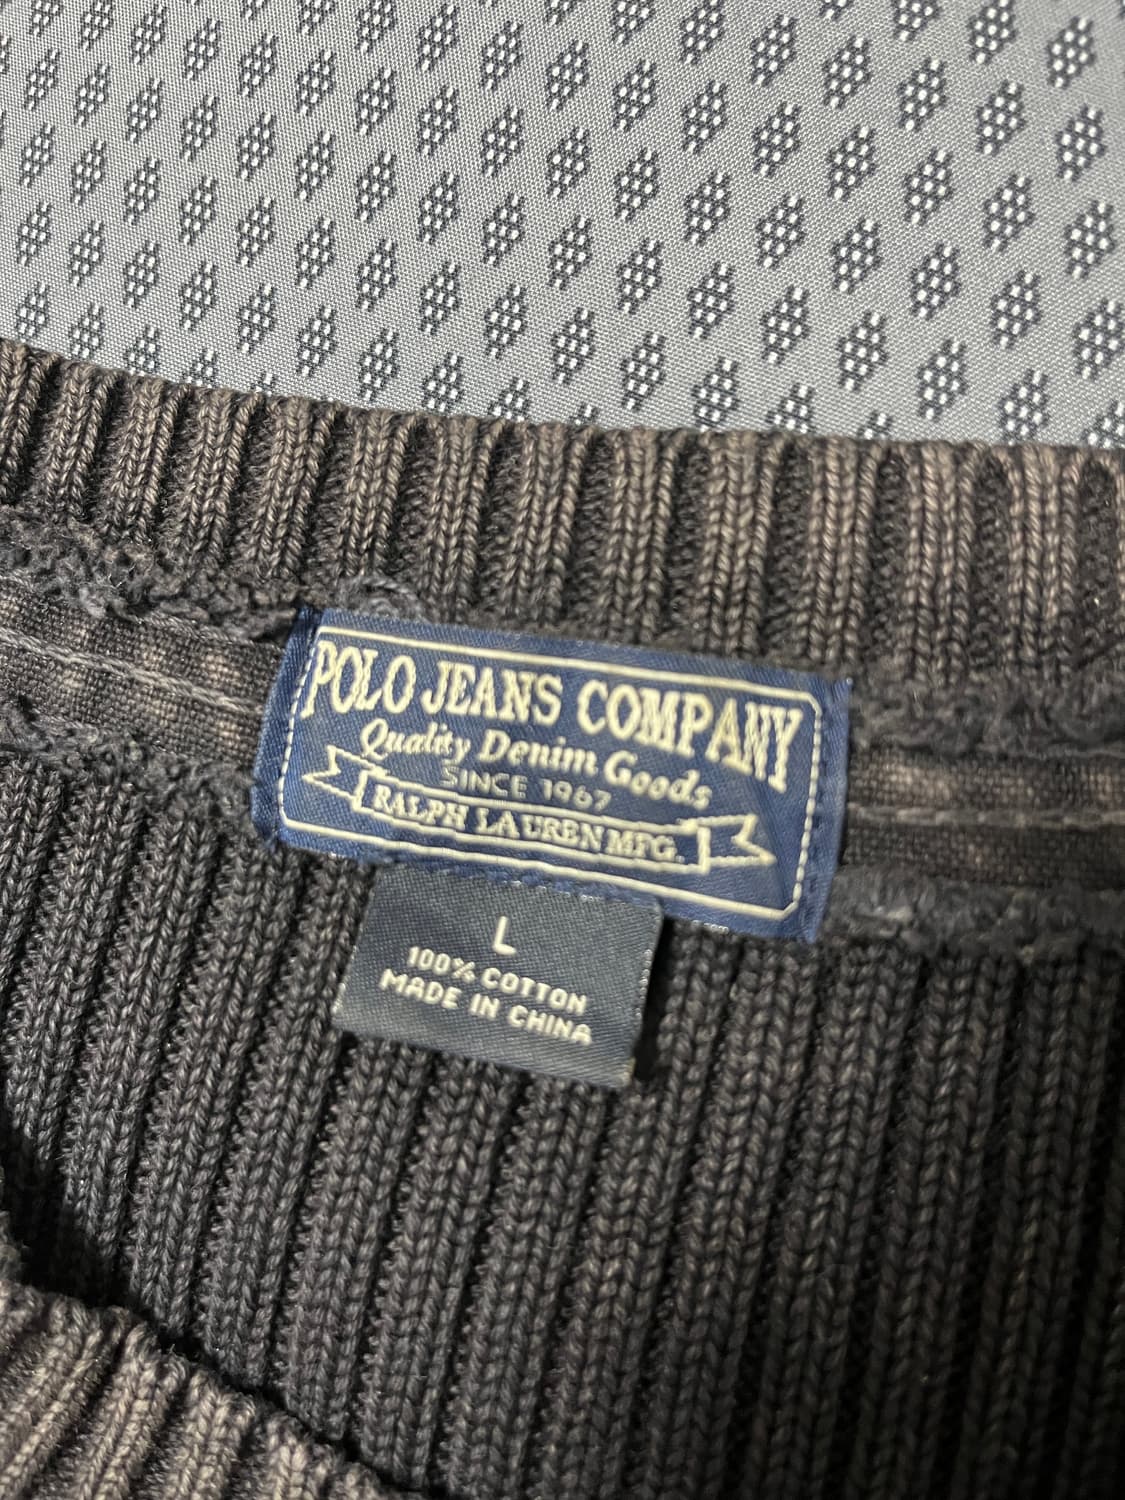 POLO JEANS COMPANY
Quality Denim Goods
SINCE 1967
RALPH LAUREN MFG.
L
100% COTTON
MADE IN CHINA